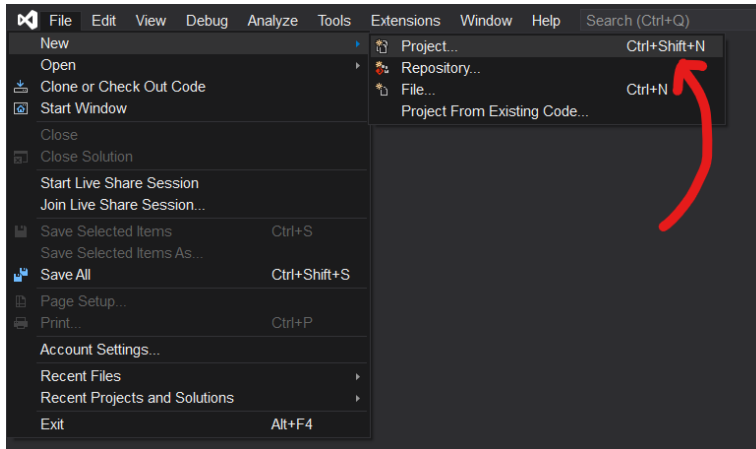 File Edit View Debug Analyze Tools Extensions Window Help Search (Ctrl+Q)
New
Open
Clone or Check Out Code
Start Window
Close
Close Solution
Start Live Share Session
Join Live Share Session...
Save Selected Items Ctrl+S
Save Selected Items As...
Save All Ctrl+Shift+S
Page Setup...
Print... Ctrl+P
Account Settings...
Recent Files
Recent Projects and Solutions
Exit Alt+F4
Project... Ctrl+Shift+N
Repository...
File... Ctrl+N
Project From Existing Code...